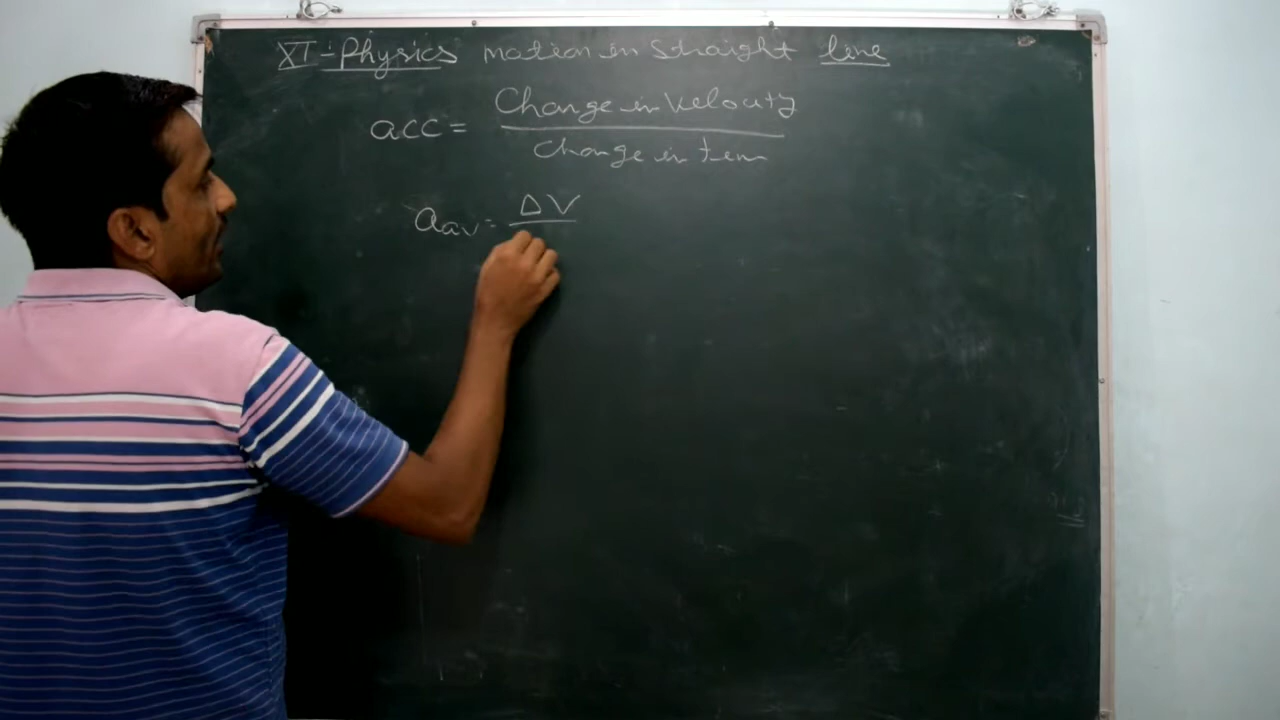 XI - Physics motion in straight line
Change in Velocity
acc =
Change in tem
ΔV
aav =